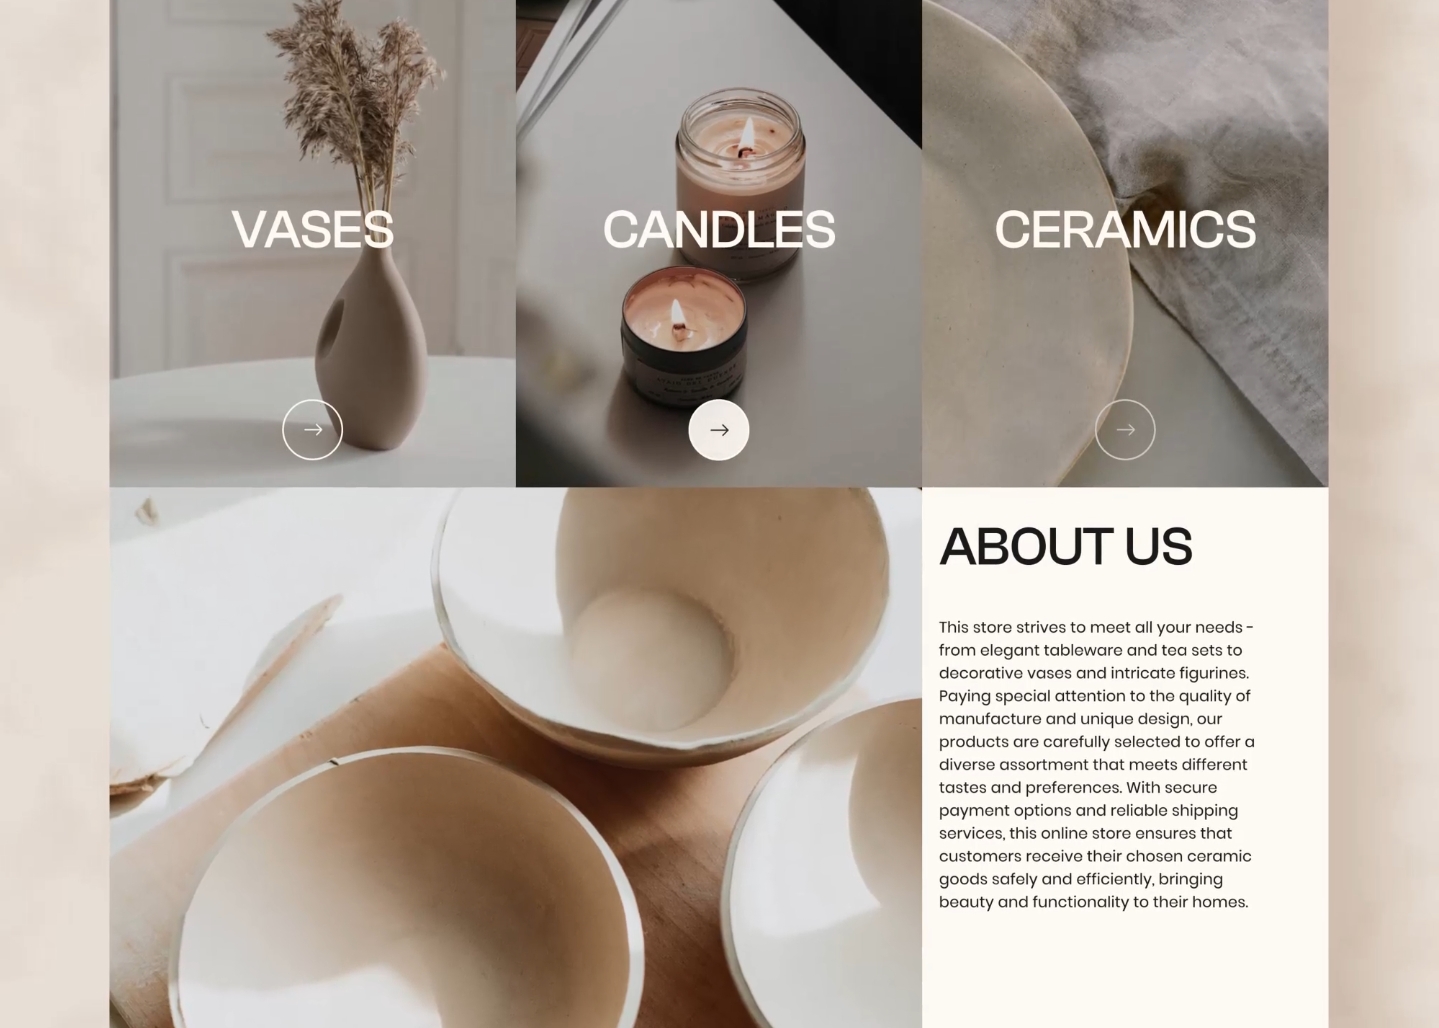 VASES
CANDLES
CERAMICS
ABOUT US
This store strives to meet all your needs -
from elegant tableware and tea sets to
decorative vases and intricate figurines.
Paying special attention to the quality of
manufacture and unique design, our
products are carefully selected to offer a
diverse assortment that meets different
tastes and preferences. With secure
payment options and reliable shipping
services, this online store ensures that
customers receive their chosen ceramic
goods safely and efficiently, bringing
beauty and functionality to their homes.